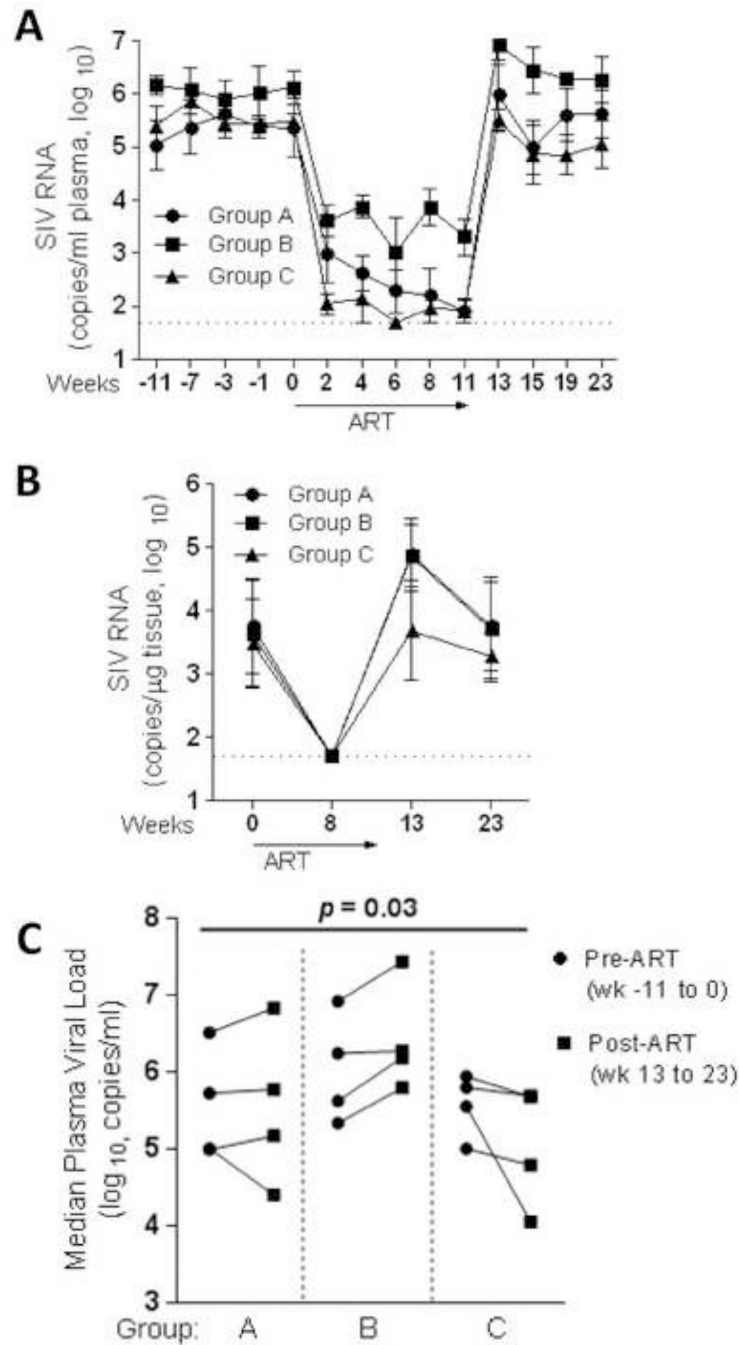 A
7
6
5
4
3
2
1
SIV RNA
(copies/ml plasma, log 10)
Group A
Group B
Group C
Weeks -11 -7 -3 -1 0 2 4 6 8 11 13 15 19 23
ART
B
6
5
4
3
2
1
SIV RNA
(copies/µg tissue, log 10)
Group A
Group B
Group C
Weeks 0 8 13 23
ART
C
8
7
6
5
4
3
Median Plasma Viral Load
(log 10, copies/ml)
p = 0.03
Pre-ART
(wk -11 to 0)
Post-ART
(wk 13 to 23)
Group: A B C